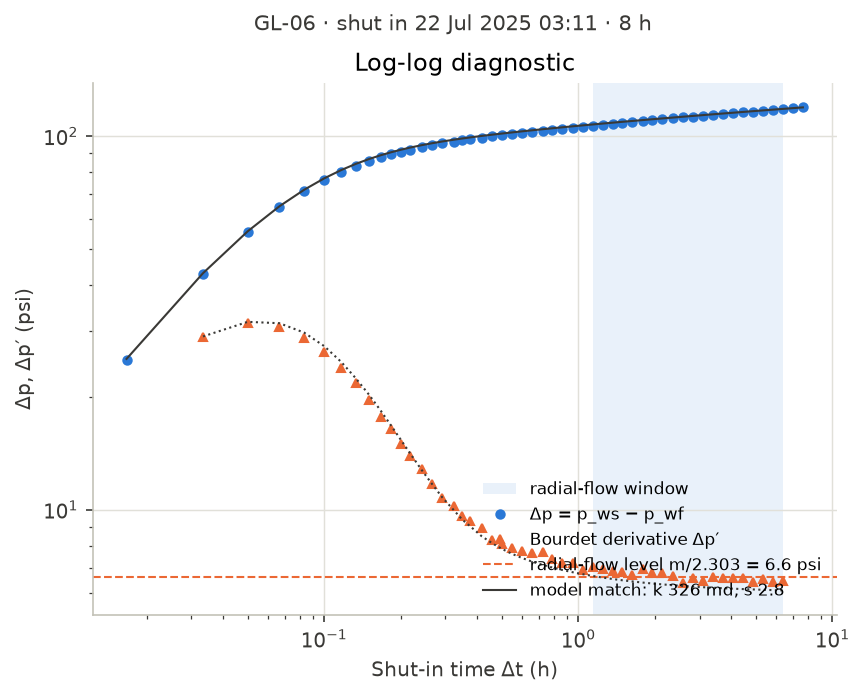 GL-06 · shut in 22 Jul 2025 03:11 · 8 h
Log-log diagnostic
Δp, Δp′ (psi)
10²
10¹
radial-flow window
Δp = p_ws − p_wf
Bourdet derivative Δp′
radial-flow level m/2.303 = 6.6 psi
model match: k 326 md, s 2.8
10⁻¹
10⁰
10¹
Shut-in time Δt (h)